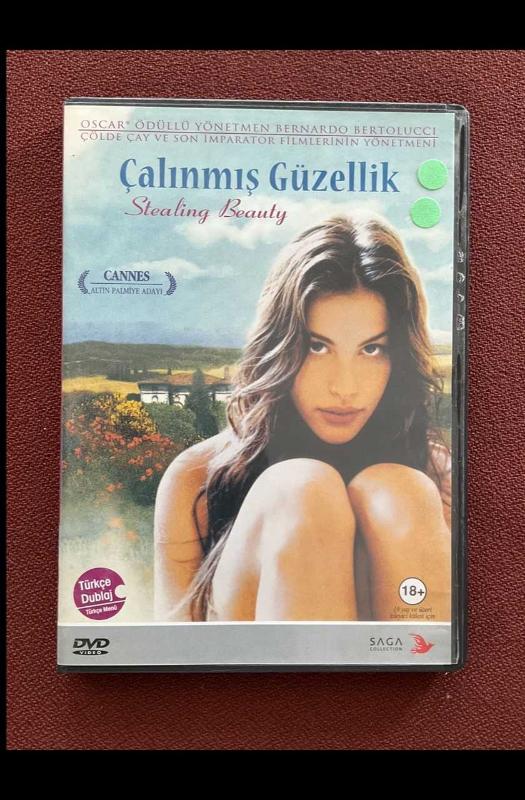 OSCAR® ÖDÜLLÜ YÖNETMEN BERNARDO BERTOLUCCI
ÇÖLDE ÇAY VE SON İMPARATOR FİLMLERİNİN YÖNETMENİ
Çalınmış Güzellik
Stealing Beauty
CANNES
ALTIN PALMİYE ADAYI
Türkçe
Dublaj
Türkçe Menü
18+
DVD
VIDEO
SAGA
COLLECTION